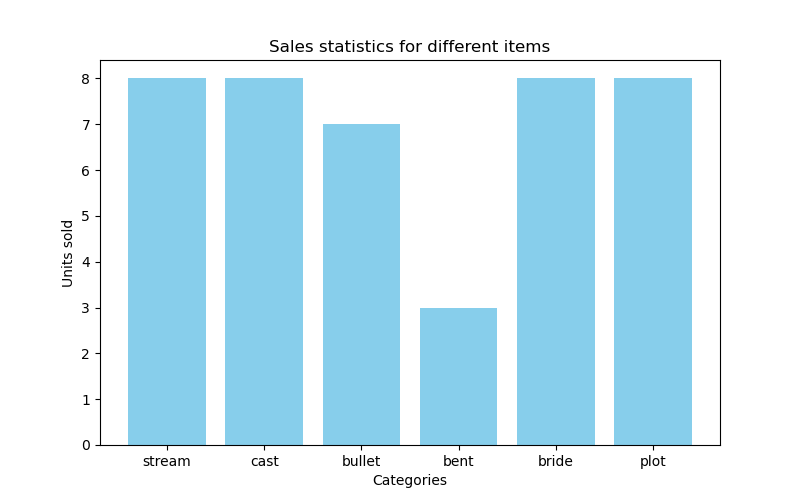 Sales statistics for different items
Units sold
8
7
6
5
4
3
2
1
0
stream cast bullet bent bride plot
Categories